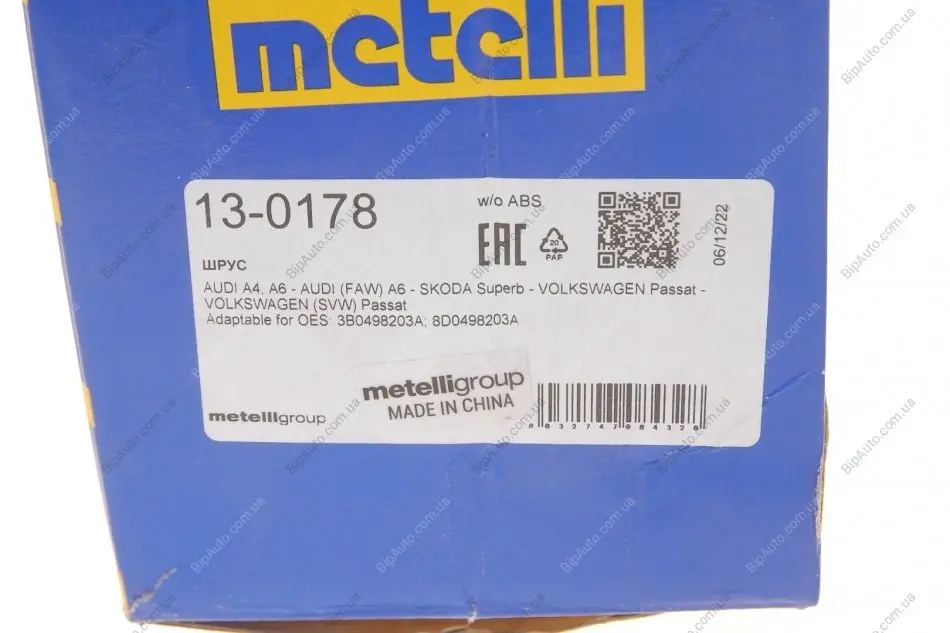 metelli
13-0178
w/o ABS
EAC
20
PAP
06/12/22
ШРУС
AUDI A4, A6 - AUDI (FAW) A6 - SKODA Superb - VOLKSWAGEN Passat -
VOLKSWAGEN (SVW) Passat
Adaptable for OES: 3B0498203A; 8D0498203A
metelligroup
MADE IN CHINA
metelligroup
8032747084320
BipAuto.com.ua